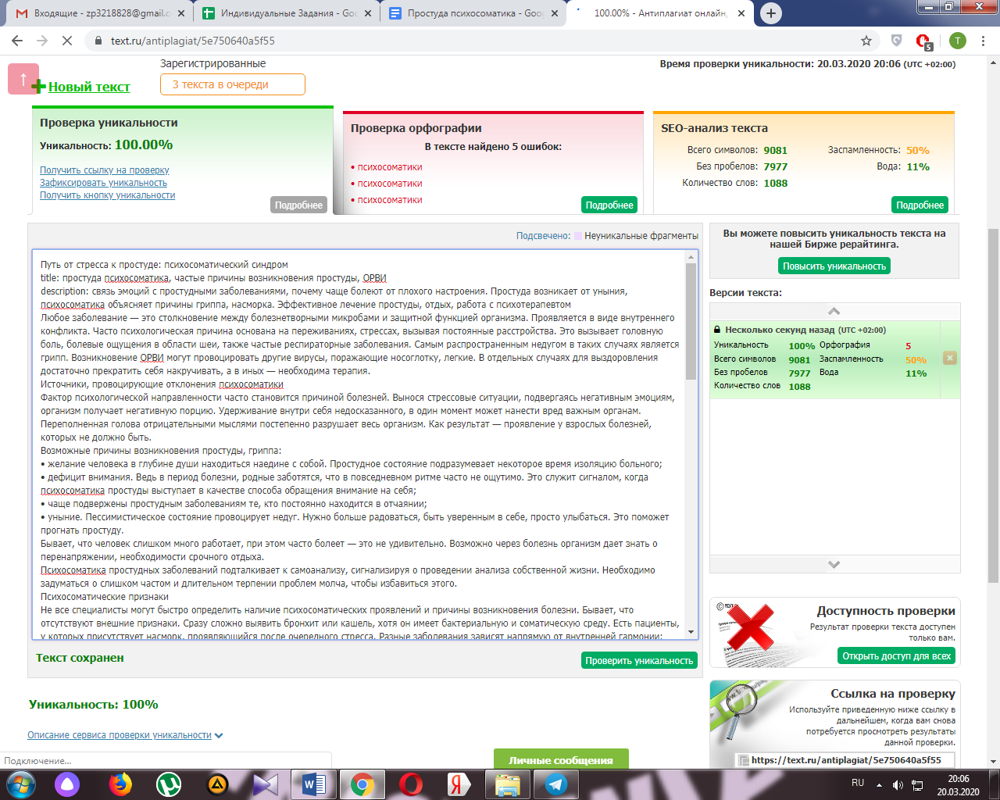 Входящие - zp3218828@gmail.c
Индивидуальные Задания - Goo
Простуда психосоматика - Goog
100.00% - Антиплагиат онлайн,
text.ru/antiplagiat/5e750640a5f55
5
T
↑
Новый текст
Зарегистрированные
3 текста в очереди
Время проверки уникальности: 20.03.2020 20:06 (UTC +02:00)
Проверка уникальности
Уникальность: 100.00%
Получить ссылку на проверку
Зафиксировать уникальность
Получить кнопку уникальности
Подробнее
Проверка орфографии
В тексте найдено 5 ошибок:
• психосоматики
• психосоматики
• психосоматики
Подробнее
SEO-анализ текста
Всего символов: 9081 Заспамленность: 50%
Без пробелов: 7977 Вода: 11%
Количество слов: 1088
Подробнее
Подсвечено: Неуникальные фрагменты
Путь от стресса к простуде: психосоматический синдром
title: простуда психосоматика, частые причины возникновения простуды, ОРВИ
description: связь эмоций с простудными заболеваниями, почему чаще болеют от плохого настроения. Простуда возникает от уныния,
психосоматика объясняет причины гриппа, насморка. Эффективное лечение простуды, отдых, работа с психотерапевтом
Любое заболевание — это столкновение между болезнетворными микробами и защитной функцией организма. Проявляется в виде внутреннего
конфликта. Часто психологическая причина основана на переживаниях, стрессах, вызывая постоянные расстройства. Это вызывает головную
боль, болевые ощущения в области шеи, также частые респираторные заболевания. Самым распространенным недугом в таких случаях является
грипп. Возникновение ОРВИ могут провоцировать другие вирусы, поражающие носоглотку, легкие. В отдельных случаях для выздоровления
достаточно прекратить себя накручивать, а в иных — необходима терапия.
Источники, провоцирующие отклонения психосоматики
Фактор психологической направленности часто становится причиной болезней. Вынося стрессовые ситуации, подвергаясь негативным эмоциям,
организм получает негативную порцию. Удерживание внутри себя недосказанного, в один момент может нанести вред важным органам.
Переполненная голова отрицательными мыслями постепенно разрушает весь организм. Как результат — проявление у взрослых болезней,
которых не должно быть.
Возможные причины возникновения простуды, гриппа:
• желание человека в глубине души находиться наедине с собой. Простудное состояние подразумевает некоторое время изоляцию больного;
• дефицит внимания. Ведь в период болезни, родные заботятся, что в повседневном ритме часто не ощутимо. Это служит сигналом, когда
психосоматика простуды выступает в качестве способа обращения внимание на себя;
• чаще подвержены простудным заболеваниям те, кто постоянно находится в отчаянии;
• уныние. Пессимистическое состояние провоцирует недуг. Нужно больше радоваться, быть уверенным в себе, просто улыбаться. Это поможет
прогнать простуду.
Бывает, что человек слишком много работает, при этом часто болеет — это не удивительно. Возможно через болезнь организм дает знать о
перенапряжении, необходимости срочного отдыха.
Психосоматика простудных заболеваний подталкивает к самоанализу, сигнализируя о проведении анализа собственной жизни. Необходимо
задуматься о слишком частом и длительном терпении проблем молча, чтобы избавиться этого.
Психосоматические признаки
Не все специалисты могут быстро определить наличие психосоматических проявлений и причины возникновения болезни. Бывает, что
отсутствуют внешние признаки. Сразу сложно выявить бронхит или кашель, хотя он имеет бактериальную и соматическую среду. Есть пациенты,
у которых присутствует насморк, проявляющийся после очередного стресса. Разные заболевания зависят напрямую от внутренней гармонии:
Текст сохранен
Проверить уникальность
Вы можете повысить уникальность текста на
нашей Бирже рерайтинга.
Повысить уникальность
Версии текста:
Несколько секунд назад (UTC +02:00)
Уникальность 100% Орфография 5
Всего символов 9081 Заспамленность 50%
Без пробелов 7977 Вода 11%
Количество слов 1088
Доступность проверки
Результат проверки текста доступен
только вам.
Открыть доступ для всех
Ссылка на проверку
Используйте приведенную ниже ссылку в
дальнейшем, когда вам снова
потребуется просмотреть результаты
данной проверки.
https://text.ru/antiplagiat/5e750640a5f55
Уникальность: 100%
Описание сервиса проверки уникальности
Подключение...
Личные сообщения
RU
20:06
20.03.2020